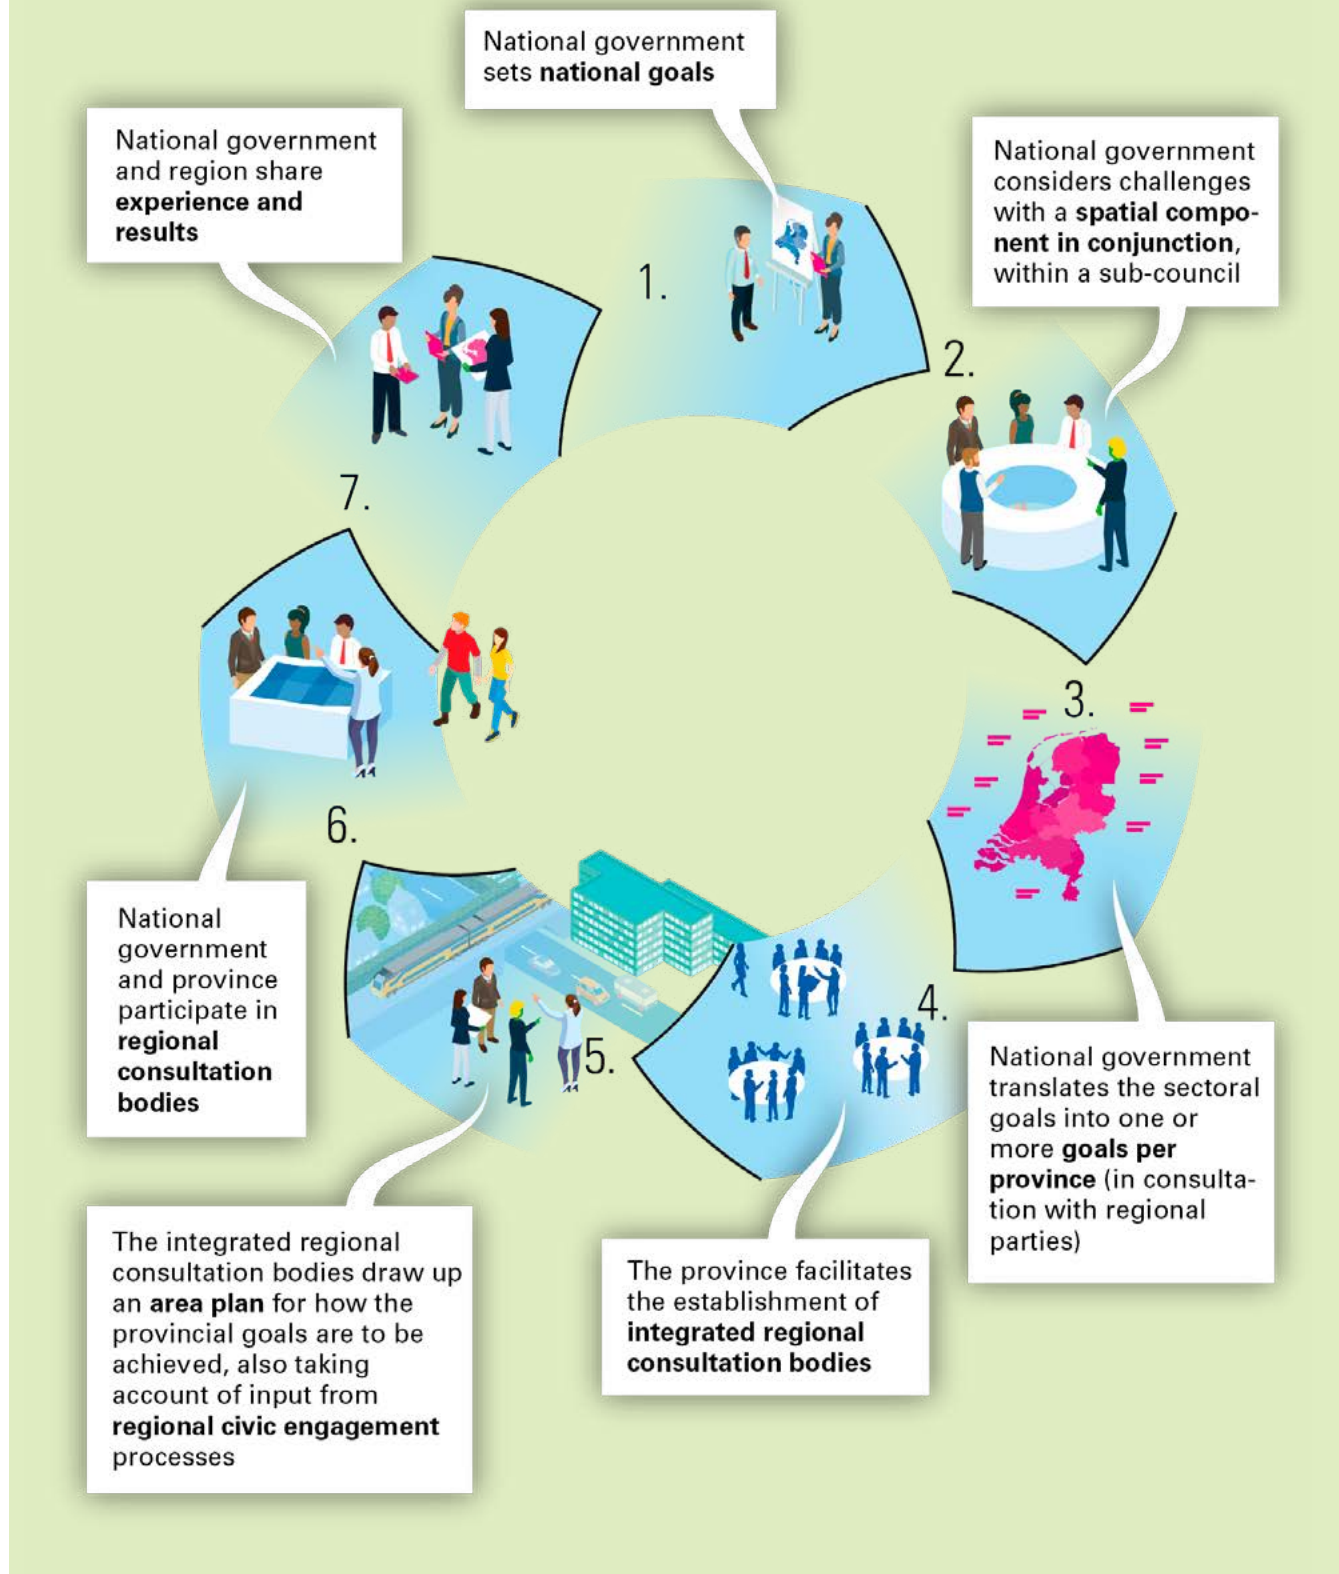 1.
National government
sets national goals
2.
National government
considers challenges
with a spatial compo-
nent in conjunction,
within a sub-council
3.
National government
translates the sectoral
goals into one or
more goals per
province (in consulta-
tion with regional
parties)
4.
The province facilitates
the establishment of
integrated regional
consultation bodies
5.
The integrated regional
consultation bodies draw up
an area plan for how the
provincial goals are to be
achieved, also taking
account of input from
regional civic engagement
processes
6.
National
government
and province
participate in
regional
consultation
bodies
7.
National government
and region share
experience and
results